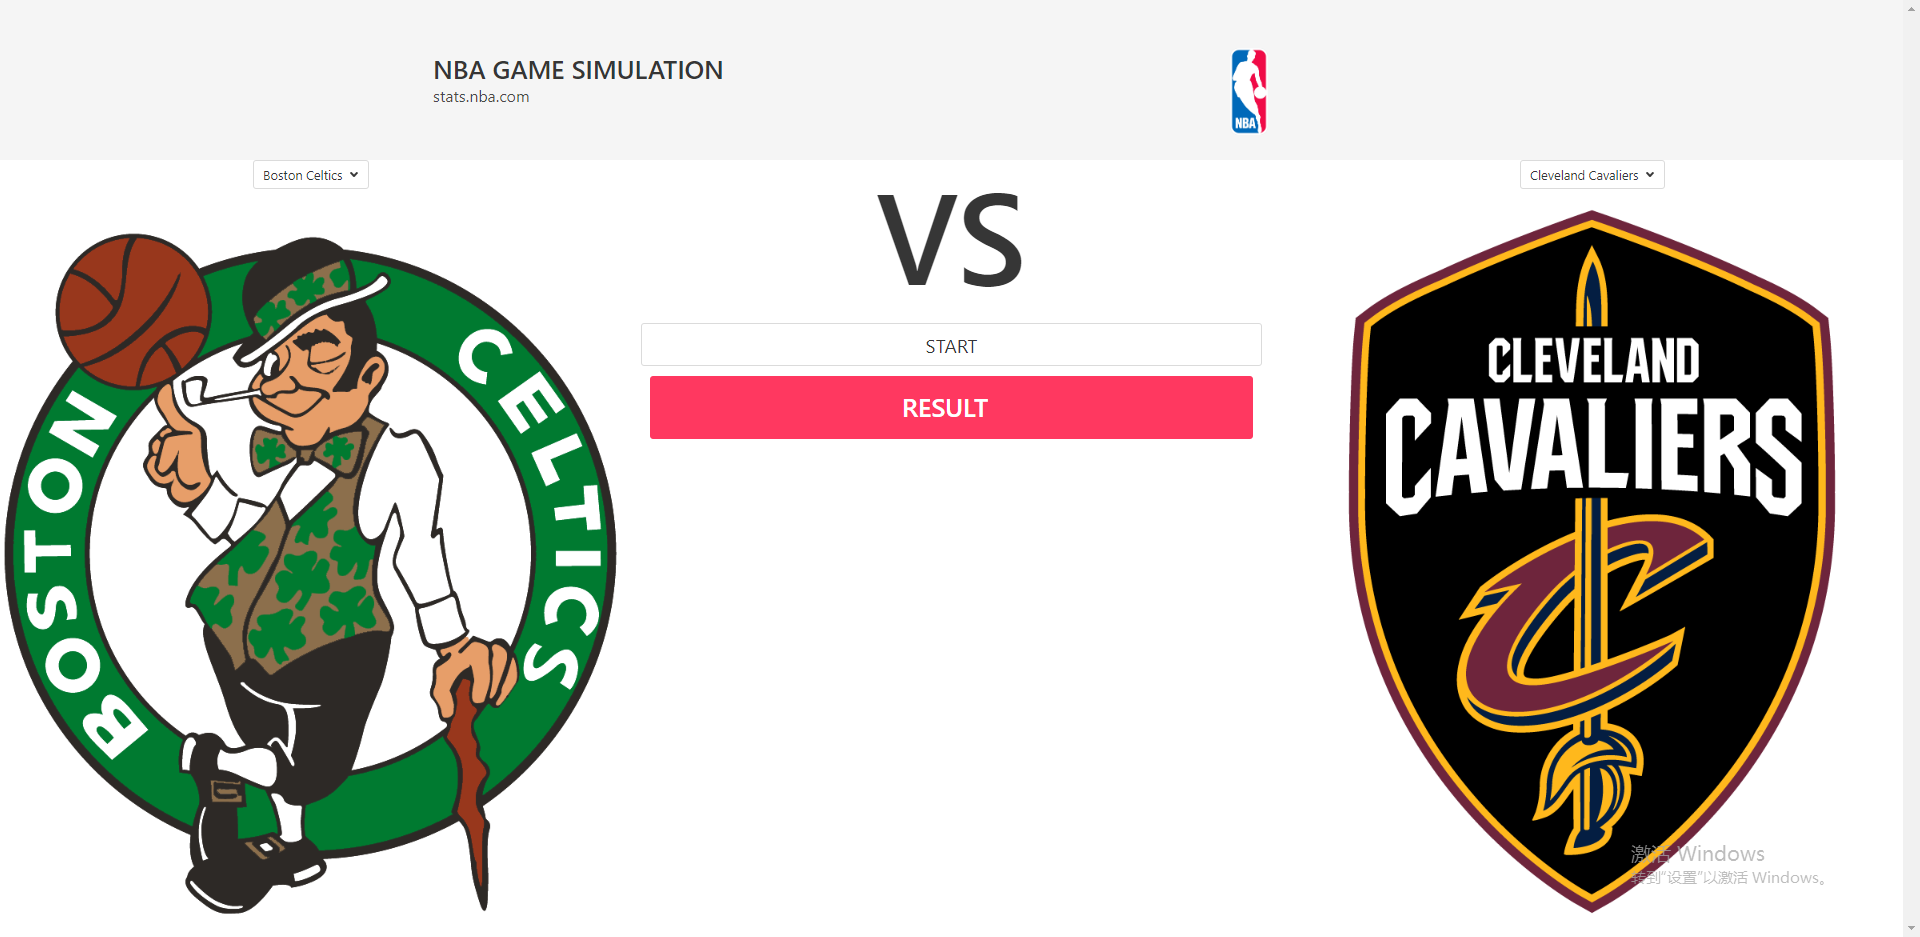 NBA GAME SIMULATION
stats.nba.com
NBA
Boston Celtics
Cleveland Cavaliers
VS
START
RESULT
BOSTON CELTICS
CLEVELAND
CAVALIERS
激活 Windows
转到“设置”以激活 Windows。